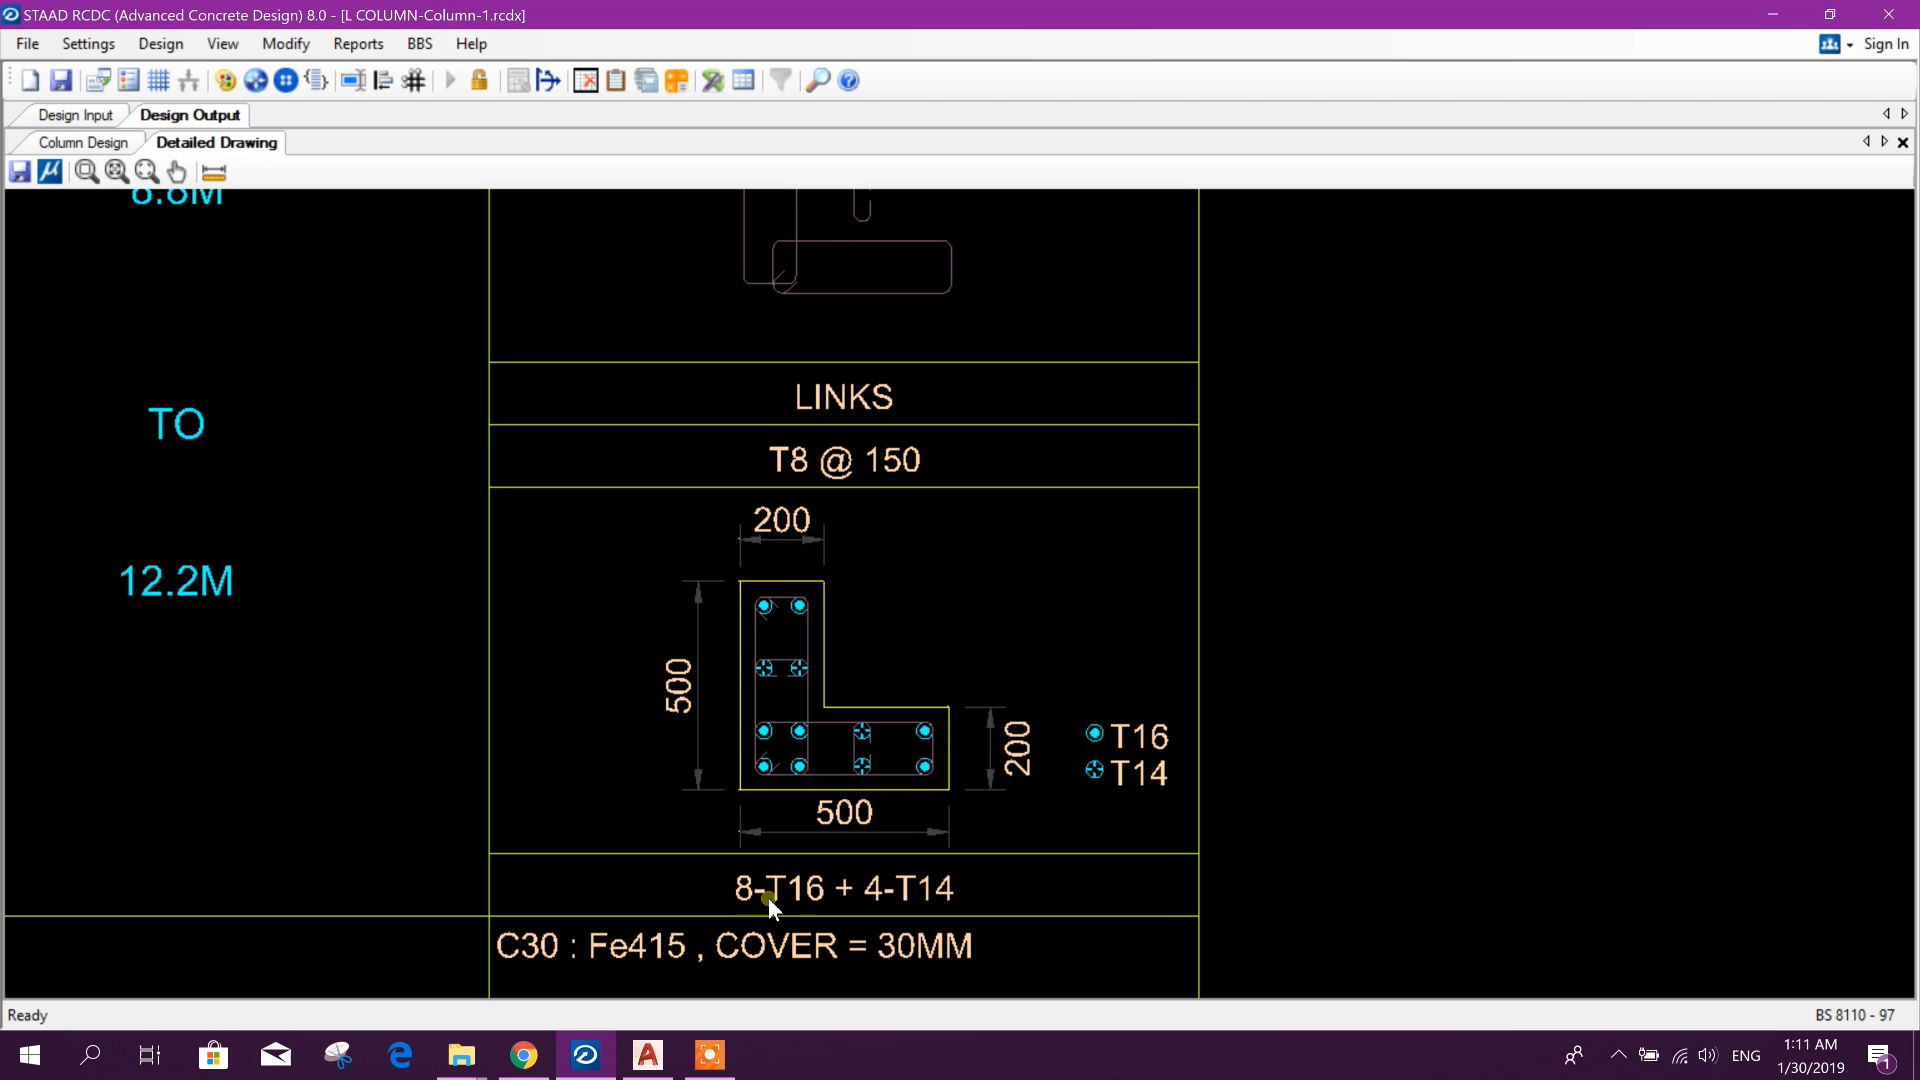 STAAD RCDC (Advanced Concrete Design) 8.0 - [L COLUMN-Column-1.rcdx]
File Settings Design View Modify Reports BBS Help Sign In
Design Input Design Output
Column Design Detailed Drawing
8.8M
LINKS
TO
T8 @ 150
200
12.2M
500
200
T16
T14
500
8-T16 + 4-T14
C30 : Fe415 , COVER = 30MM
Ready BS 8110 - 97
ENG
1:11 AM
1/30/2019
1